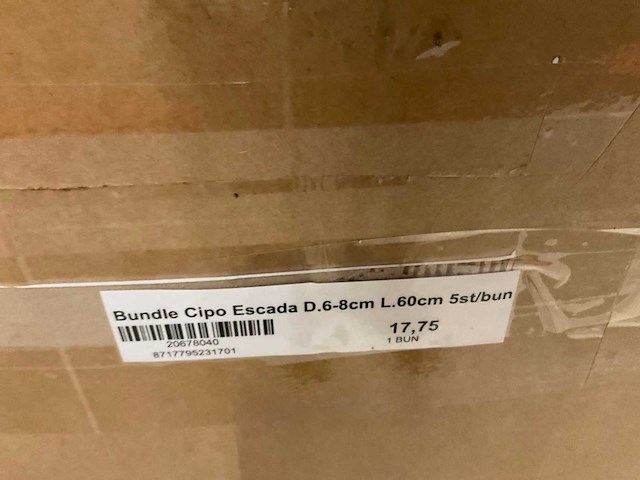 Bundle Cipo Escada D.6-8cm L.60cm 5st/bun
17,75
20678040
1 BUN
8717795231701